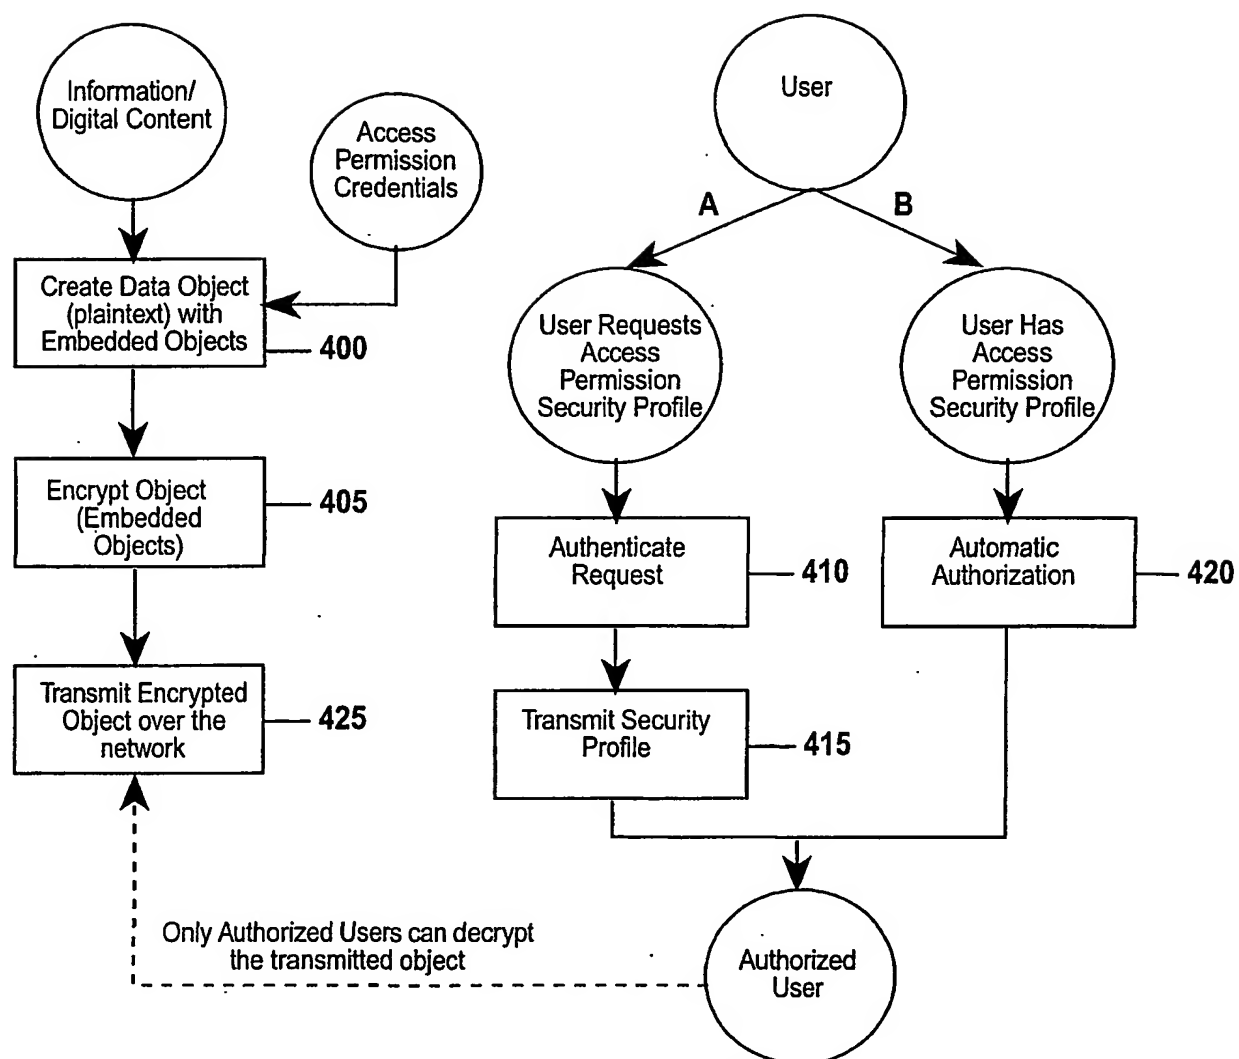 Information/
Digital Content
Access
Permission
Credentials
Create Data Object
(plaintext) with
Embedded Objects
400
Encrypt Object
(Embedded
Objects)
405
Transmit Encrypted
Object over the
network
425
User
A
B
User Requests
Access
Permission
Security Profile
User Has
Access
Permission
Security Profile
Authenticate
Request
410
Automatic
Authorization
420
Transmit Security
Profile
415
Only Authorized Users can decrypt
the transmitted object
Authorized
User